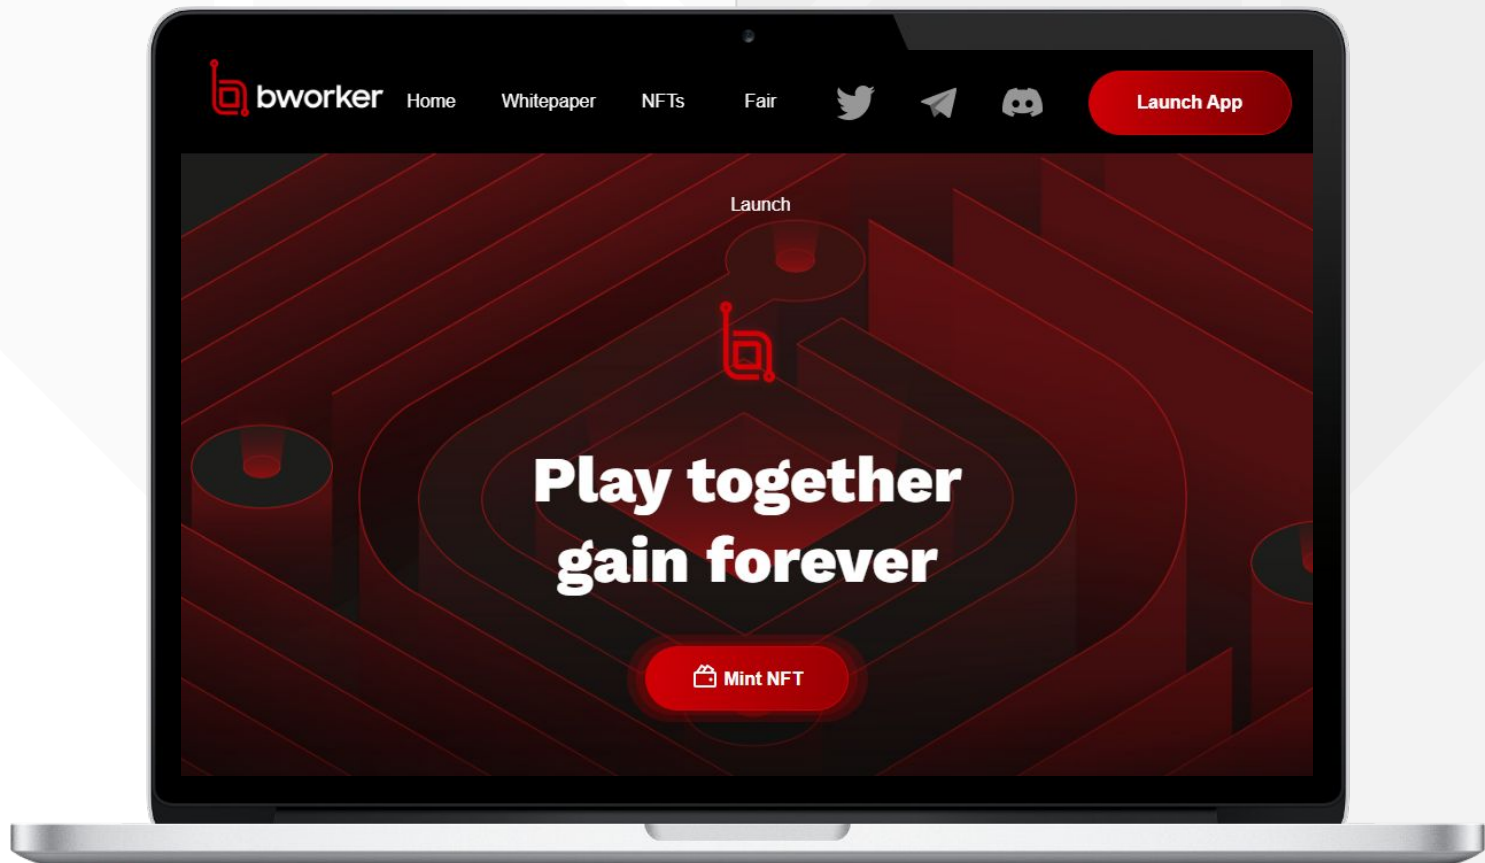 bworker Home Whitepaper NFTs Fair Launch App
Launch
Play together
gain forever
Mint NFT